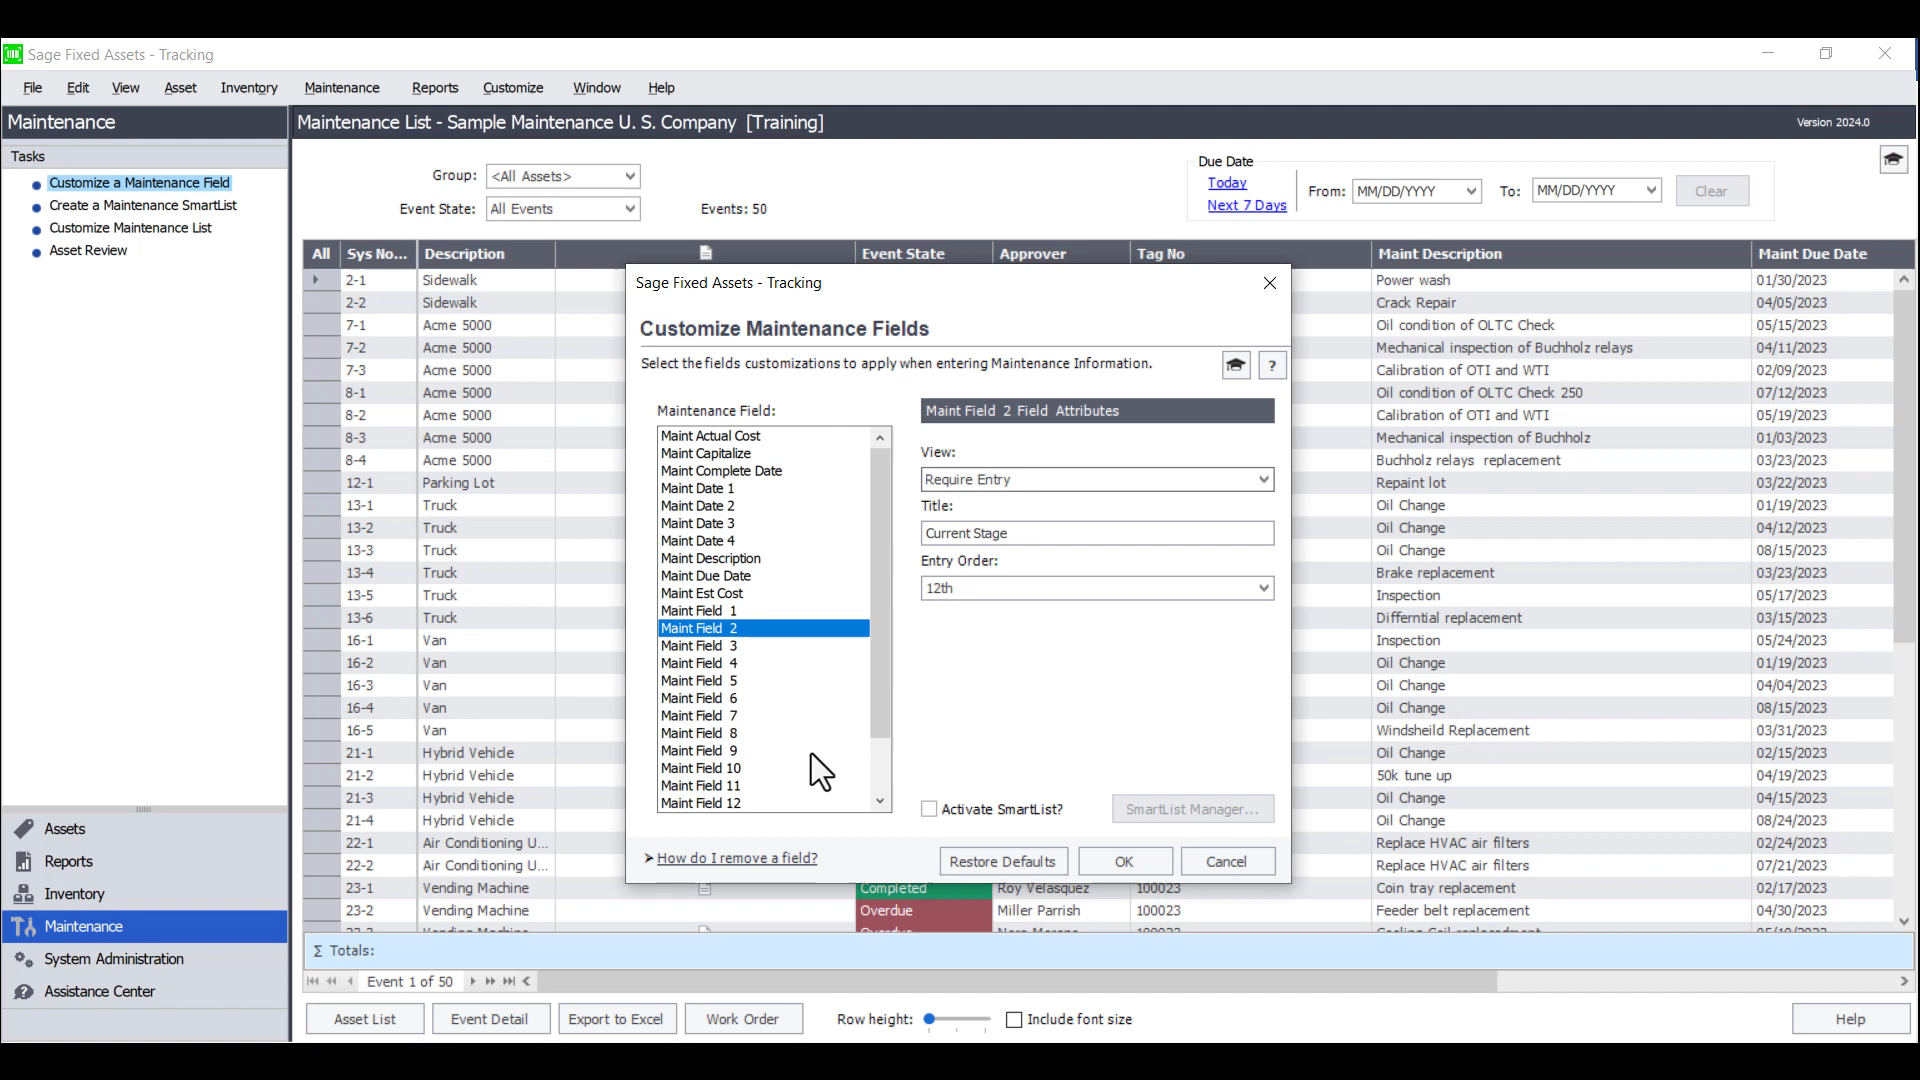 Sage Fixed Assets - Tracking
File Edit View Asset Inventory Maintenance Reports Customize Window Help
Maintenance
Tasks
Customize a Maintenance Field
Create a Maintenance SmartList
Customize Maintenance List
Asset Review
Assets
Reports
Inventory
Maintenance
System Administration
Assistance Center
Maintenance List - Sample Maintenance U. S. Company [Training]
Version 2024.0
Group: <All Assets>
Event State: All Events
Events: 50
Due Date
Today
Next 7 Days
From: MM/DD/YYYY To: MM/DD/YYYY Clear
All Sys No... Description Event State Approver Tag No Maint Description Maint Due Date
2-1 Sidewalk Power wash 01/30/2023
2-2 Sidewalk Crack Repair 04/05/2023
7-1 Acme 5000 Oil condition of OLTC Check 05/15/2023
7-2 Acme 5000 Mechanical inspection of Buchholz relays 04/11/2023
7-3 Acme 5000 Calibration of OTI and WTI 02/09/2023
8-1 Acme 5000 Oil condition of OLTC Check 250 07/12/2023
8-2 Acme 5000 Calibration of OTI and WTI 05/19/2023
8-3 Acme 5000 Mechanical inspection of Buchholz 01/03/2023
8-4 Acme 5000 Buchholz relays replacement 03/23/2023
12-1 Parking Lot Repaint lot 03/22/2023
13-1 Truck Oil Change 01/19/2023
13-2 Truck Oil Change 04/12/2023
13-3 Truck Oil Change 08/15/2023
13-4 Truck Brake replacement 03/23/2023
13-5 Truck Inspection 05/17/2023
13-6 Truck Differntial replacement 03/15/2023
16-1 Van Inspection 05/24/2023
16-2 Van Oil Change 01/19/2023
16-3 Van Oil Change 04/04/2023
16-4 Van Oil Change 08/15/2023
16-5 Van Windsheild Replacement 03/31/2023
21-1 Hybrid Vehicle Oil Change 02/15/2023
21-2 Hybrid Vehicle 50k tune up 04/19/2023
21-3 Hybrid Vehicle Oil Change 04/15/2023
21-4 Hybrid Vehicle Oil Change 08/24/2023
22-1 Air Conditioning U... Replace HVAC air filters 02/24/2023
22-2 Air Conditioning U... Replace HVAC air filters 07/21/2023
23-1 Vending Machine Completed Roy Velasquez 100023 Coin tray replacement 02/17/2023
23-2 Vending Machine Overdue Miller Parrish 100023 Feeder belt replacement 04/30/2023
Σ Totals:
Event 1 of 50
Asset List Event Detail Export to Excel Work Order Row height: Include font size Help
Sage Fixed Assets - Tracking
Customize Maintenance Fields
Select the fields customizations to apply when entering Maintenance Information.
?
Maintenance Field:
Maint Actual Cost
Maint Capitalize
Maint Complete Date
Maint Date 1
Maint Date 2
Maint Date 3
Maint Date 4
Maint Description
Maint Due Date
Maint Est Cost
Maint Field 1
Maint Field 2
Maint Field 3
Maint Field 4
Maint Field 5
Maint Field 6
Maint Field 7
Maint Field 8
Maint Field 9
Maint Field 10
Maint Field 11
Maint Field 12
Maint Field 2 Field Attributes
View:
Require Entry
Title:
Current Stage
Entry Order:
12th
Activate SmartList? SmartList Manager...
How do I remove a field? Restore Defaults OK Cancel